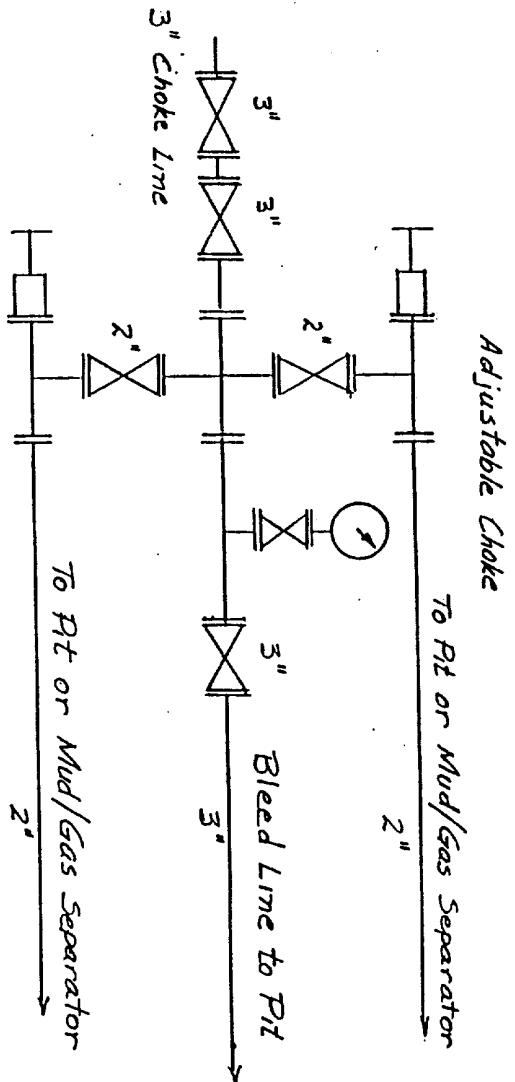 Adjustable Choke
To Pit or Mud/Gas Separator
2"
2"
3"
3"
3" Choke Line
3"
Bleed Line to Pit
3"
2"
To Pit or Mud/Gas Separator
2"